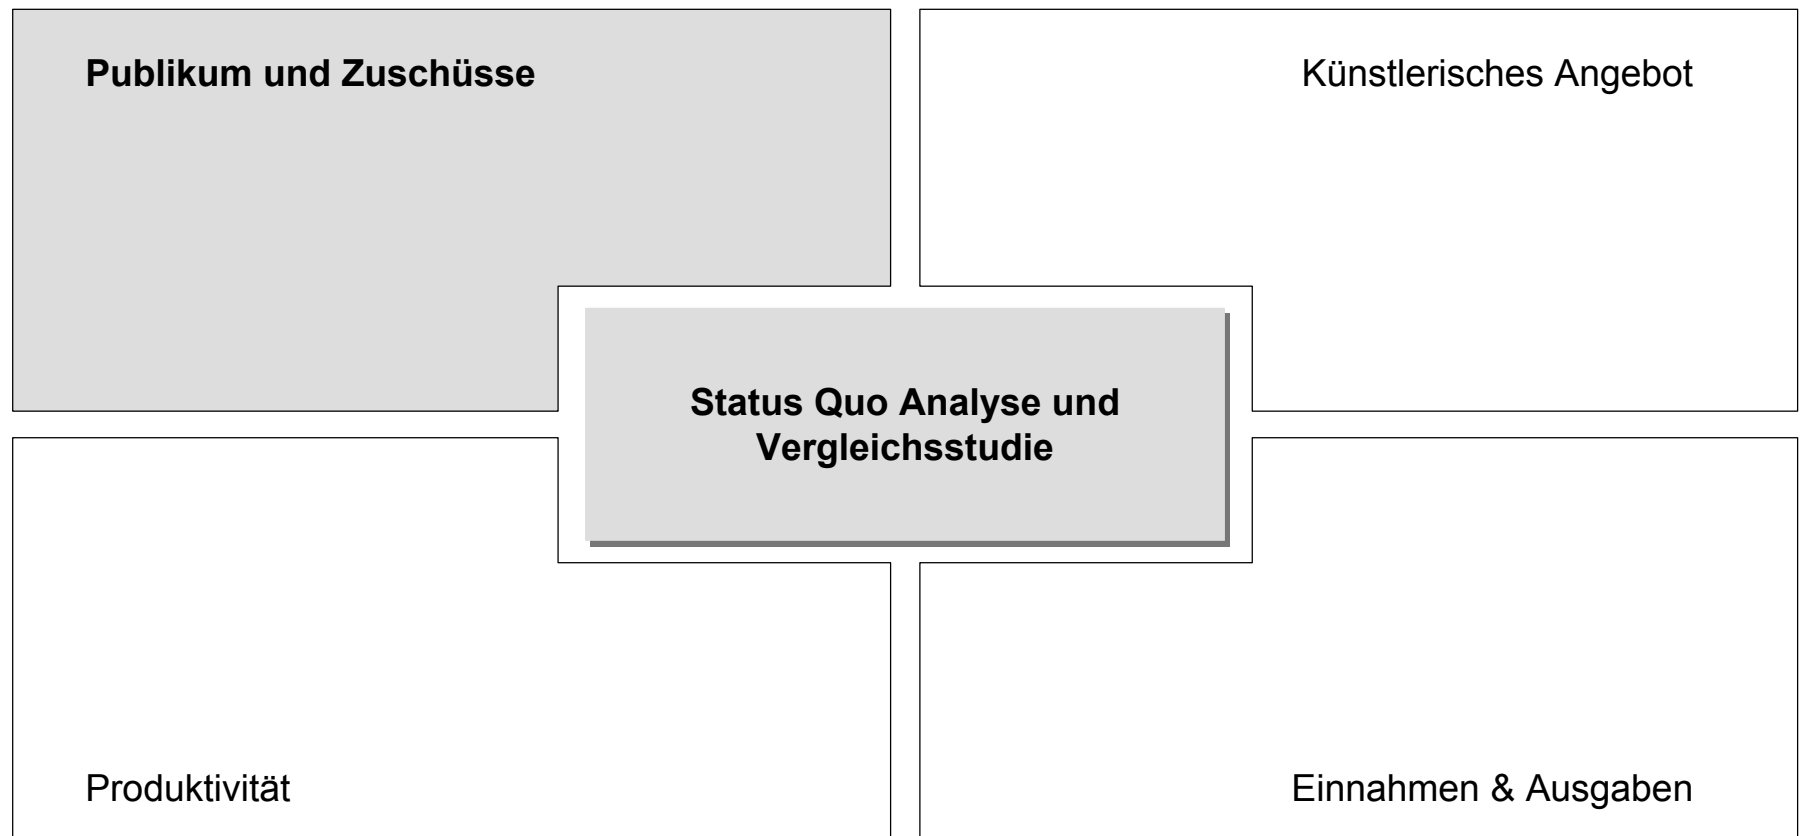 Publikum und Zuschüsse
Künstlerisches Angebot
Status Quo Analyse und
Vergleichsstudie
Produktivität
Einnahmen & Ausgaben